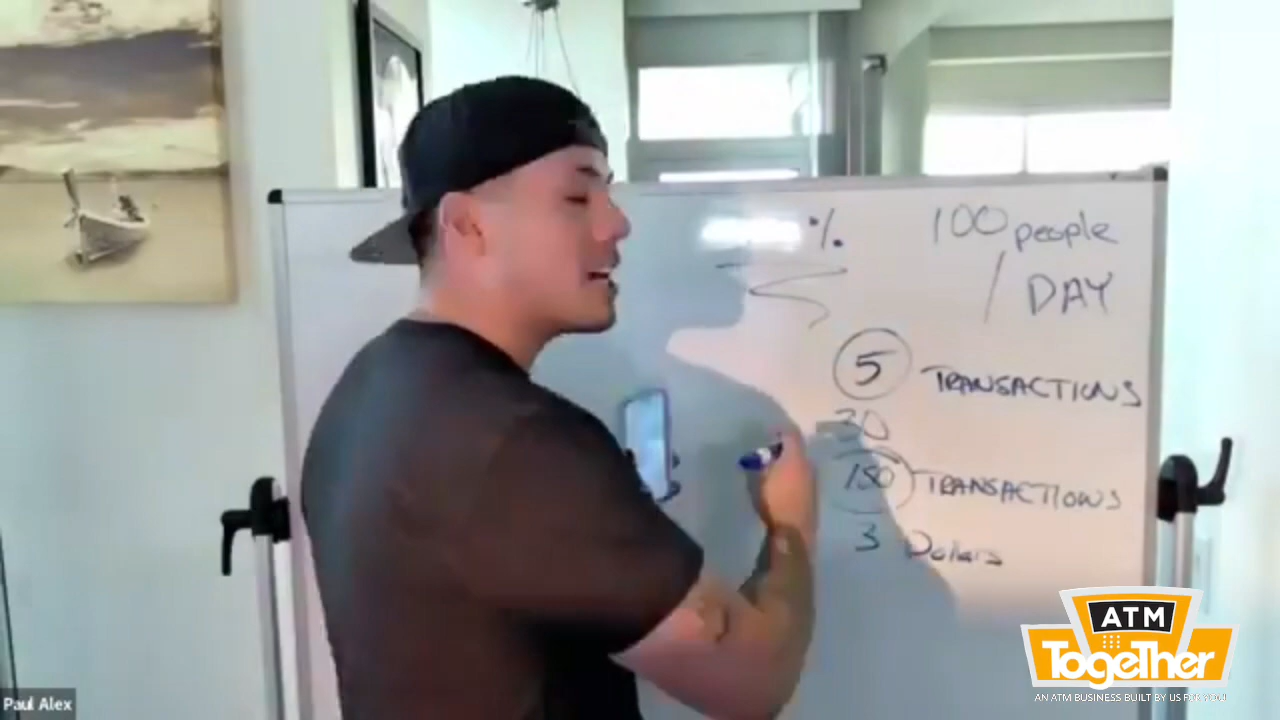 %
100 people
/ DAY
5 TRANSACTIONS
30
150 TRANSACTIONS
3 Dollars
ATM
TogeTher
AN ATM BUSINESS BUILT BY US FOR YOU!
Paul Alex